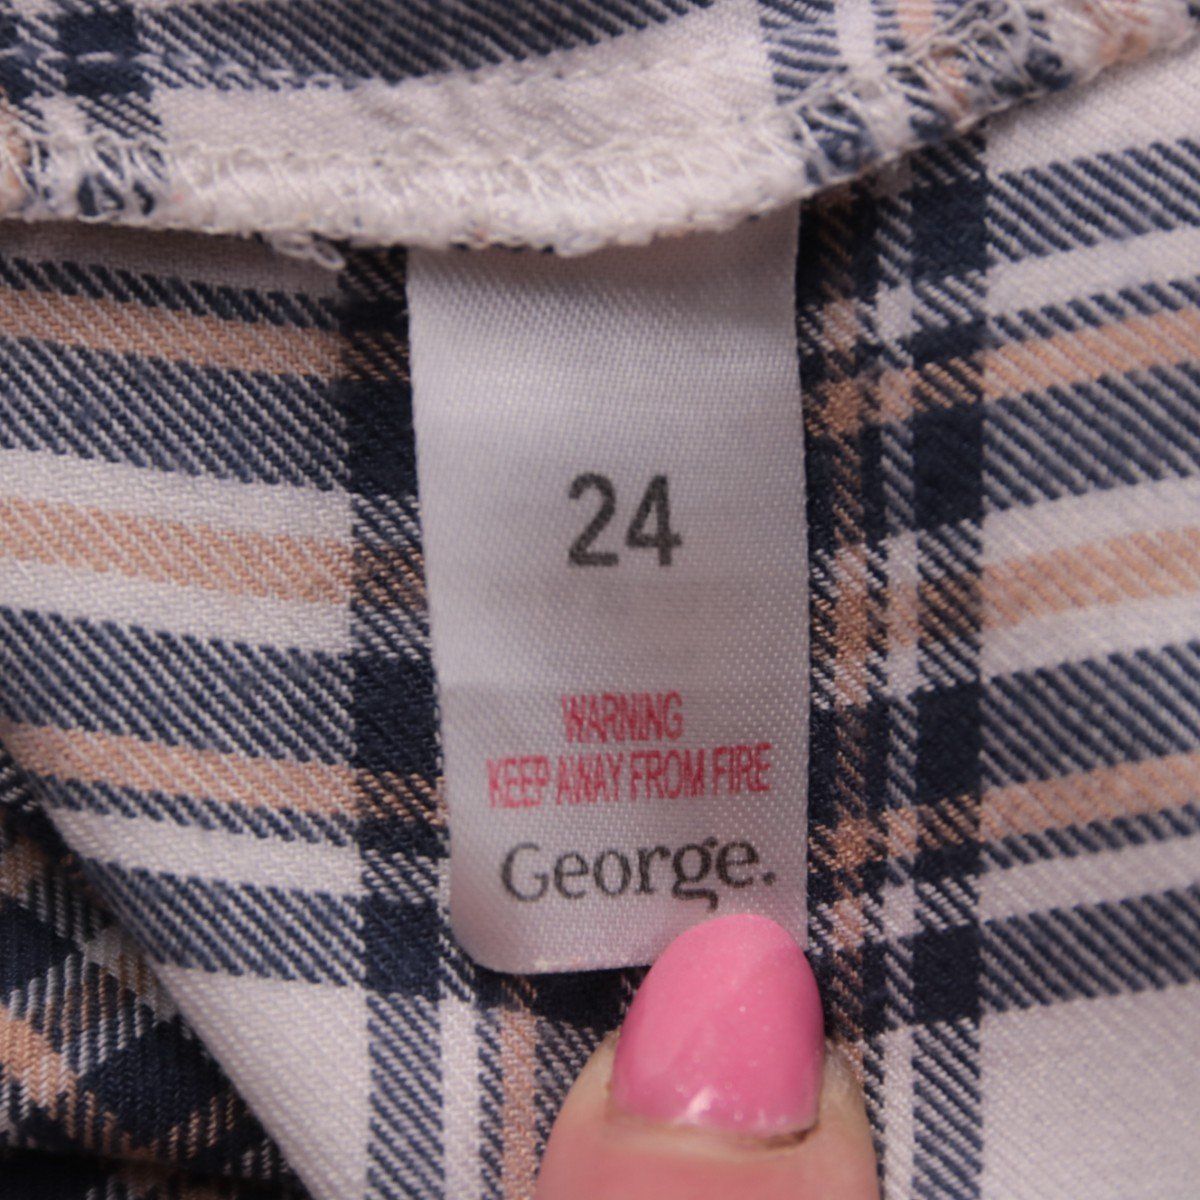 24
WARNING
KEEP AWAY FROM FIRE
George.